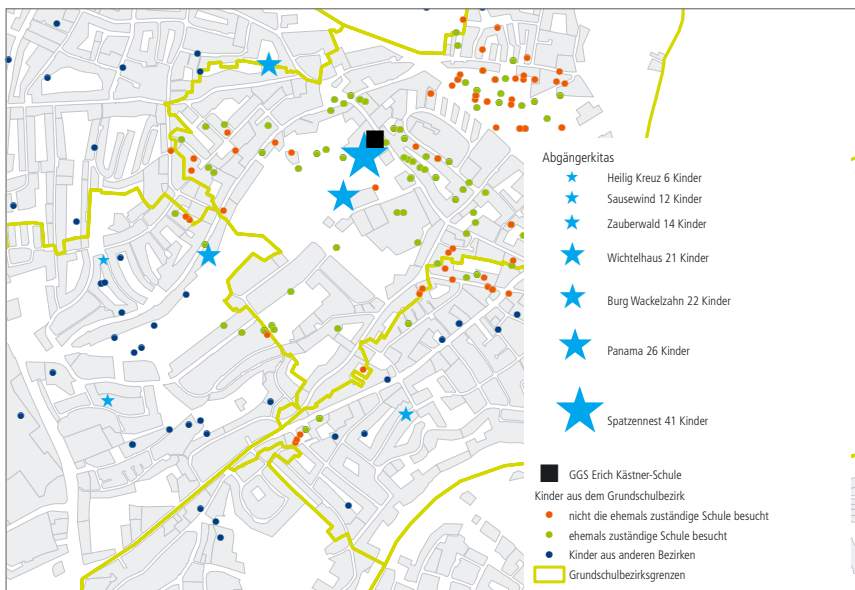 Abgängerkitas
Heilig Kreuz 6 Kinder
Sausewind 12 Kinder
Zauberwald 14 Kinder
Wichtelhaus 21 Kinder
Burg Wackelzahn 22 Kinder
Panama 26 Kinder
Spatzennest 41 Kinder
GGS Erich Kästner-Schule
Kinder aus dem Grundschulbezirk
nicht die ehemals zuständige Schule besucht
ehemals zuständige Schule besucht
Kinder aus anderen Bezirken
Grundschulbezirksgrenzen